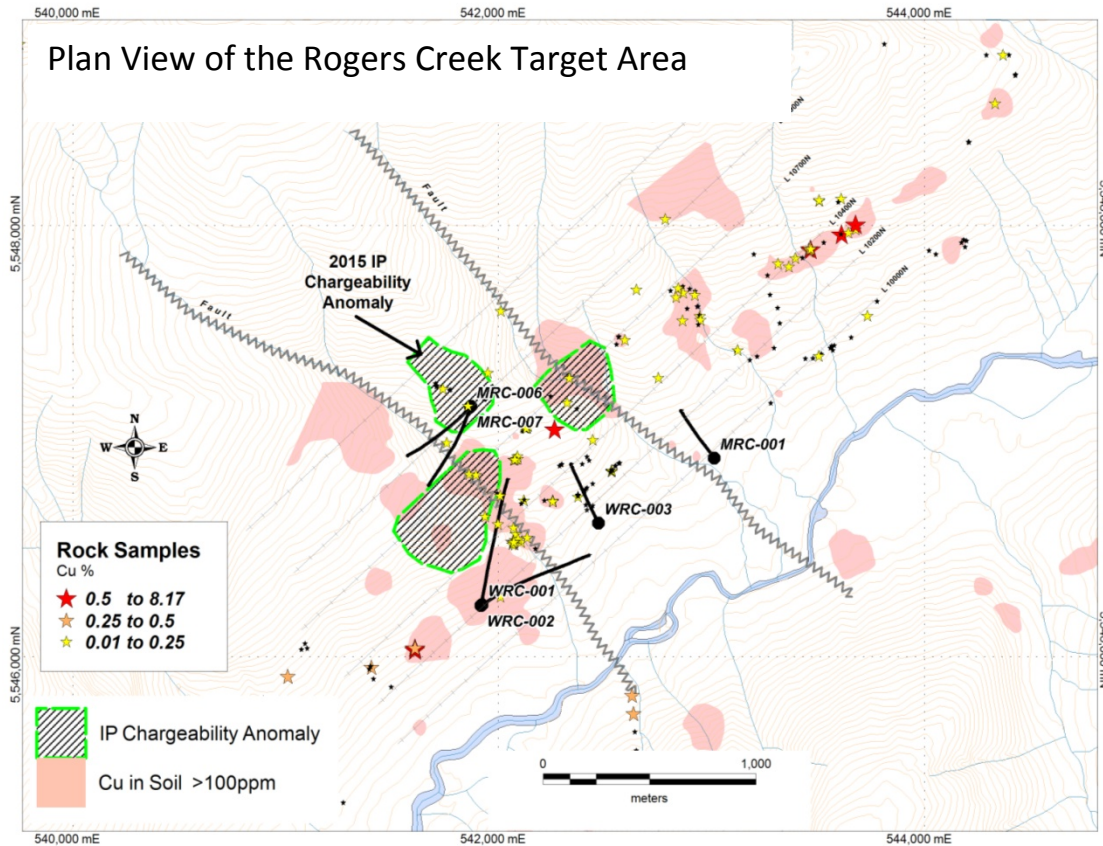 540,000 mE
542,000 mE
544,000 mE
Plan View of the Rogers Creek Target Area
L 10700N
L 10400N
L 10200N
L 10000N
5,548,000 mN
Fault
Fault
2015 IP
Chargeability
Anomaly
MRC-006
MRC-007
MRC-001
WRC-003
WRC-001
WRC-002
N
W E
S
Rock Samples
Cu %
0.5 to 8.17
0.25 to 0.5
0.01 to 0.25
5,546,000 mN
IP Chargeability Anomaly
Cu in Soil >100ppm
0 1,000
meters
540,000 mE
542,000 mE
544,000 mE